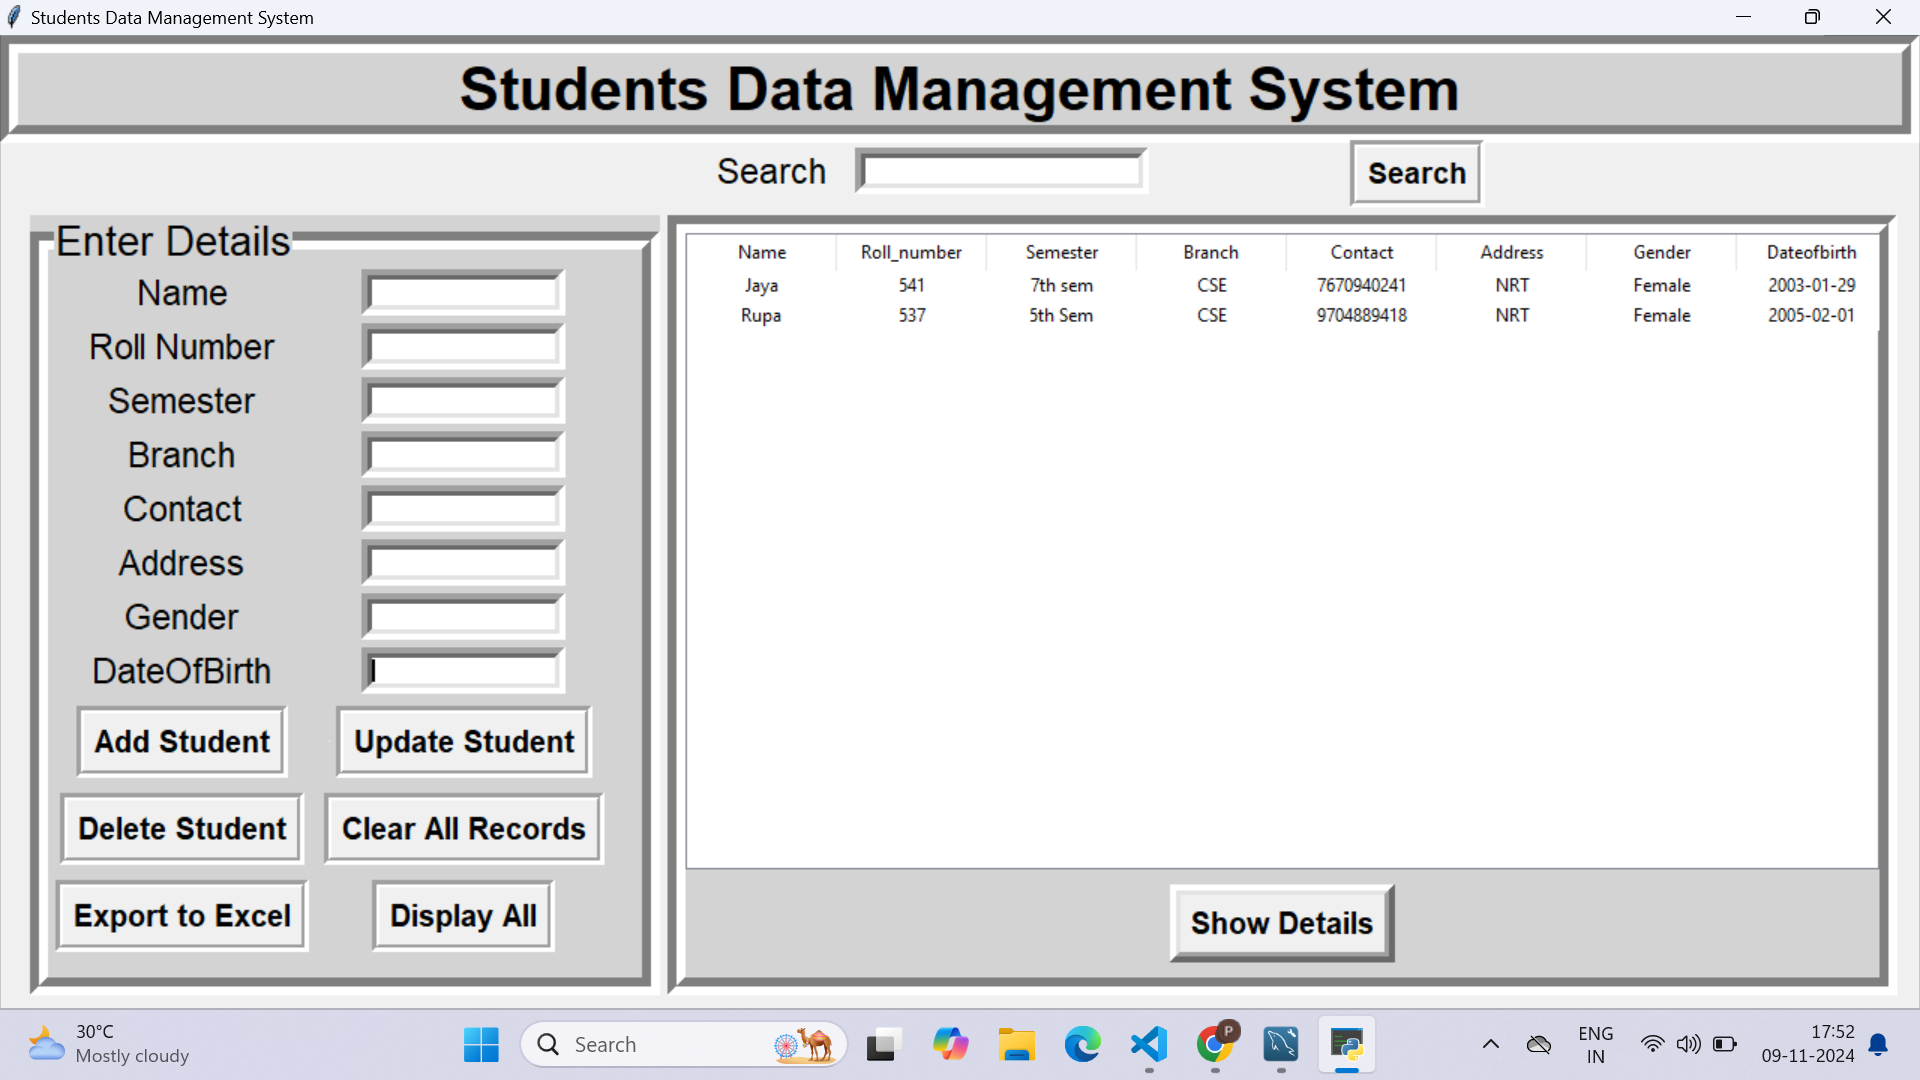 Students Data Management System
Students Data Management System
Search Search
Enter Details
Name
Roll Number
Semester
Branch
Contact
Address
Gender
DateOfBirth
Add Student Update Student
Delete Student Clear All Records
Export to Excel Display All
Name Roll_number Semester Branch Contact Address Gender Dateofbirth
Jaya 541 7th sem CSE 7670940241 NRT Female 2003-01-29
Rupa 537 5th Sem CSE 9704889418 NRT Female 2005-02-01
Show Details
30°C
Mostly cloudy
Search
P
ENG
IN
17:52
09-11-2024